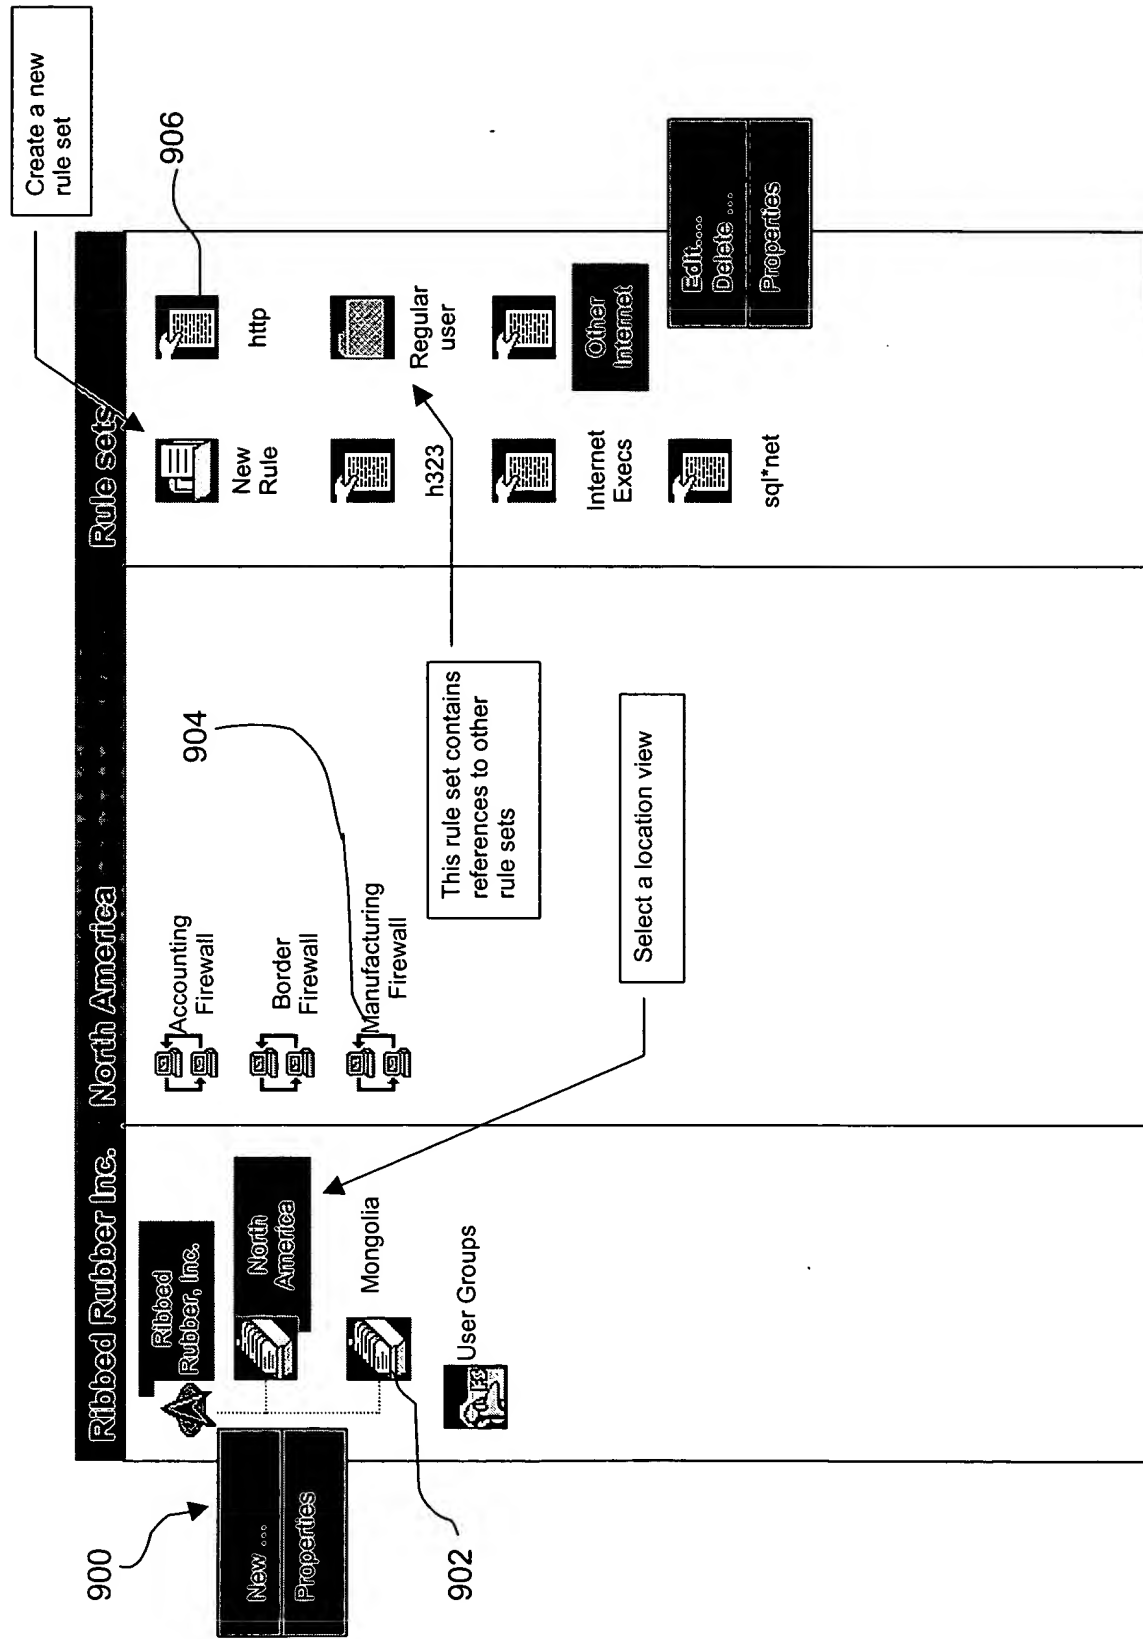 Create a new
rule set
Ribbed Rubber Inc.
North America
Rule sets
900
New ...
Properties
Ribbed
Rubber, Inc.
North
America
Mongolia
902
User Groups
Accounting
Firewall
Border
Firewall
Manufacturing
Firewall
904
This rule set contains
references to other
rule sets
Select a location view
New
Rule
http
906
h323
Regular
user
Internet
Execs
Other
Internet
sql*net
Edit....
Delete ...
Properties